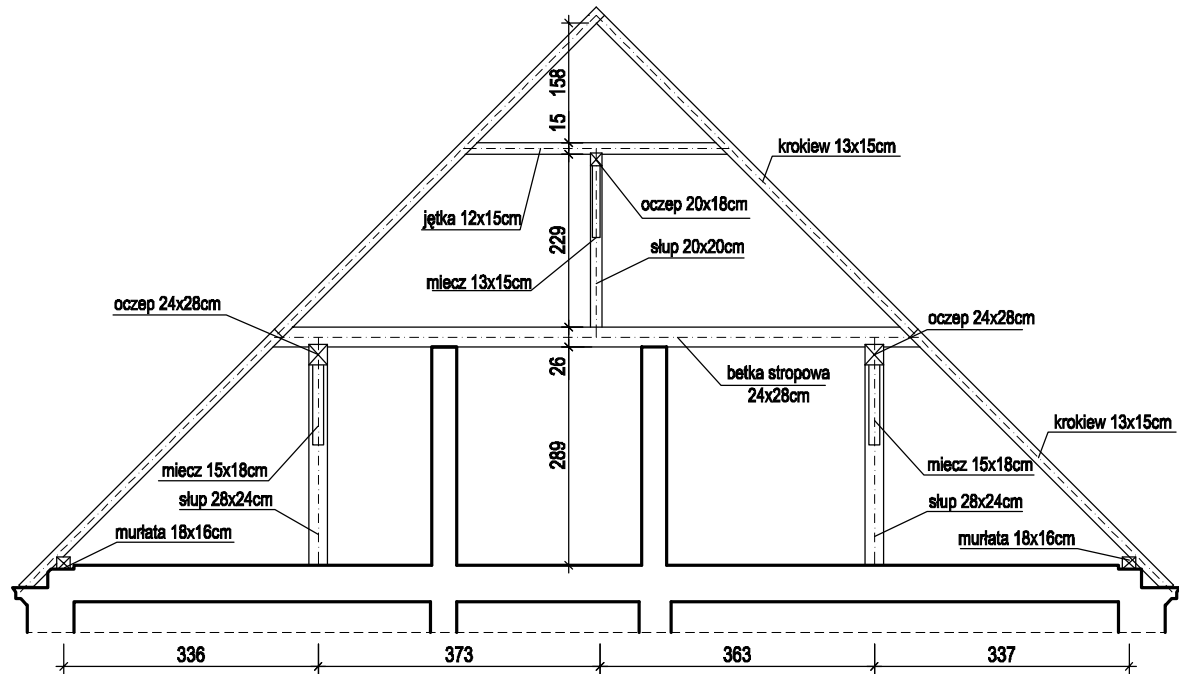 158
15
krokiew 13x15cm
jętka 12x15cm
oczep 20x18cm
229
słup 20x20cm
miecz 13x15cm
oczep 24x28cm
oczep 24x28cm
26
belka stropowa
24x28cm
krokiew 13x15cm
289
miecz 15x18cm
miecz 15x18cm
słup 28x24cm
słup 28x24cm
murłata 18x16cm
murłata 18x16cm
336
373
363
337